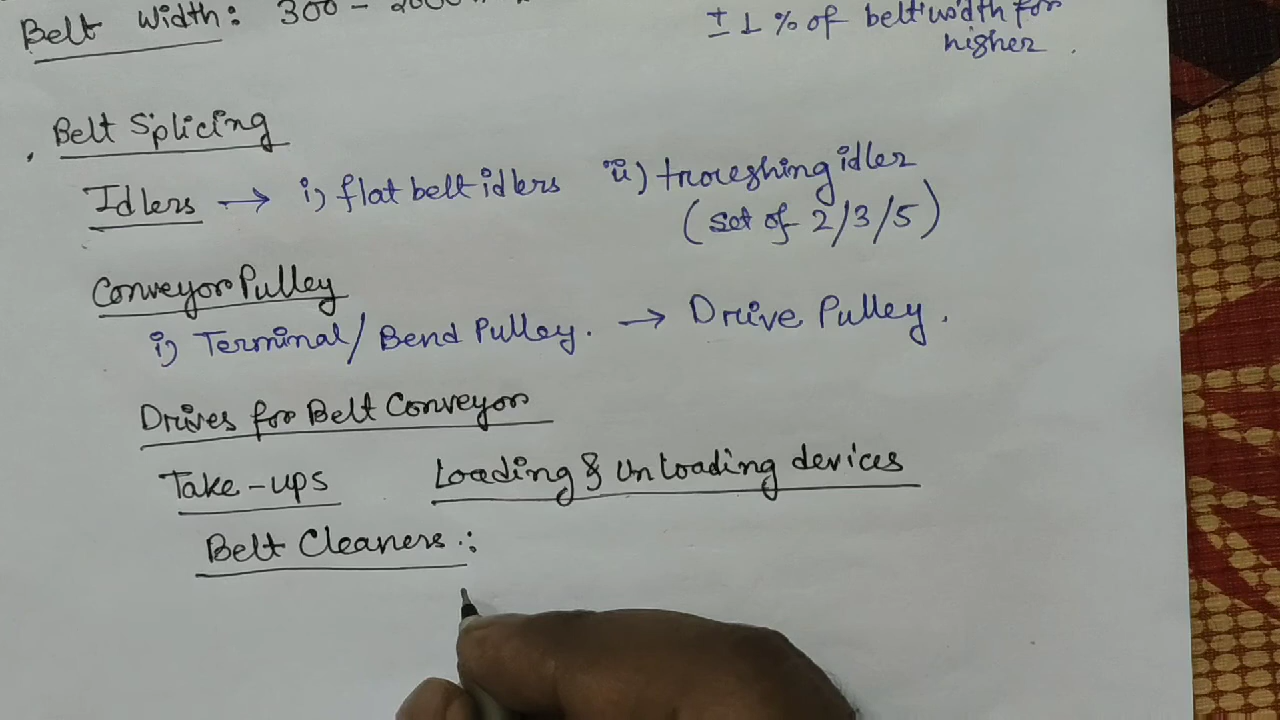 Belt Width: 300 - 2000
± 1 % of belt width for
higher.
Belt Splicing
Idlers → i) flat belt idlers ii) troughing idler
(set of 2/3/5)
Conveyor Pulley
i) Terminal/Bend Pulley. → Drive Pulley.
Drives for Belt Conveyor
Take-ups Loading & Unloading devices
Belt Cleaners: